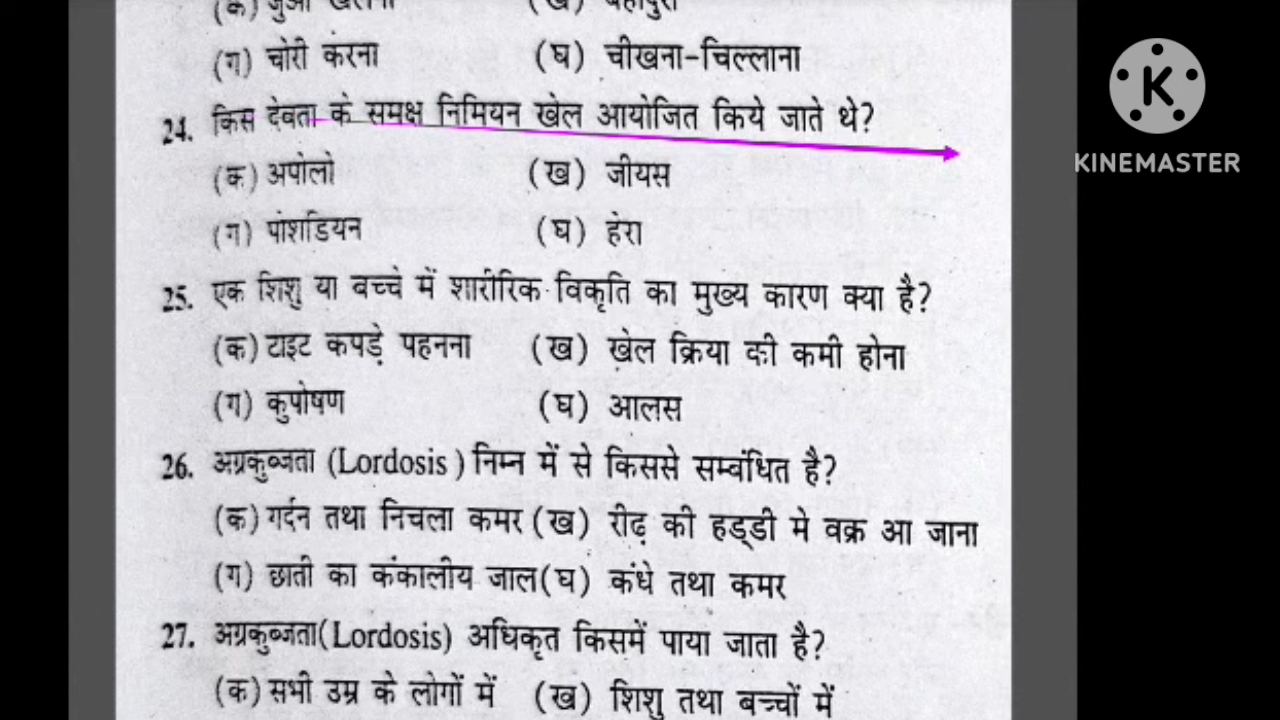 (ग) चोरी करना (घ) चीखना-चिल्लाना
24. किस देवता के समक्ष निमियन खेल आयोजित किये जाते थे?
(क) अपोलो (ख) जीयस
(ग) पोशडियन (घ) हेरा
KINEMASTER
25. एक शिशु या बच्चे में शारीरिक विकृति का मुख्य कारण क्या है?
(क) टाइट कपड़े पहनना (ख) खेल क्रिया की कमी होना
(ग) कुपोषण (घ) आलस
26. अग्रकुब्जता (Lordosis) निम्न में से किससे सम्बंधित है?
(क) गर्दन तथा निचला कमर (ख) रीढ़ की हड्डी मे वक्र आ जाना
(ग) छाती का कंकालीय जाल (घ) कंधे तथा कमर
27. अग्रकुब्जता(Lordosis) अधिकृत किसमें पाया जाता है?
(क) सभी उम्र के लोगों में (ख) शिशु तथा बच्चों में